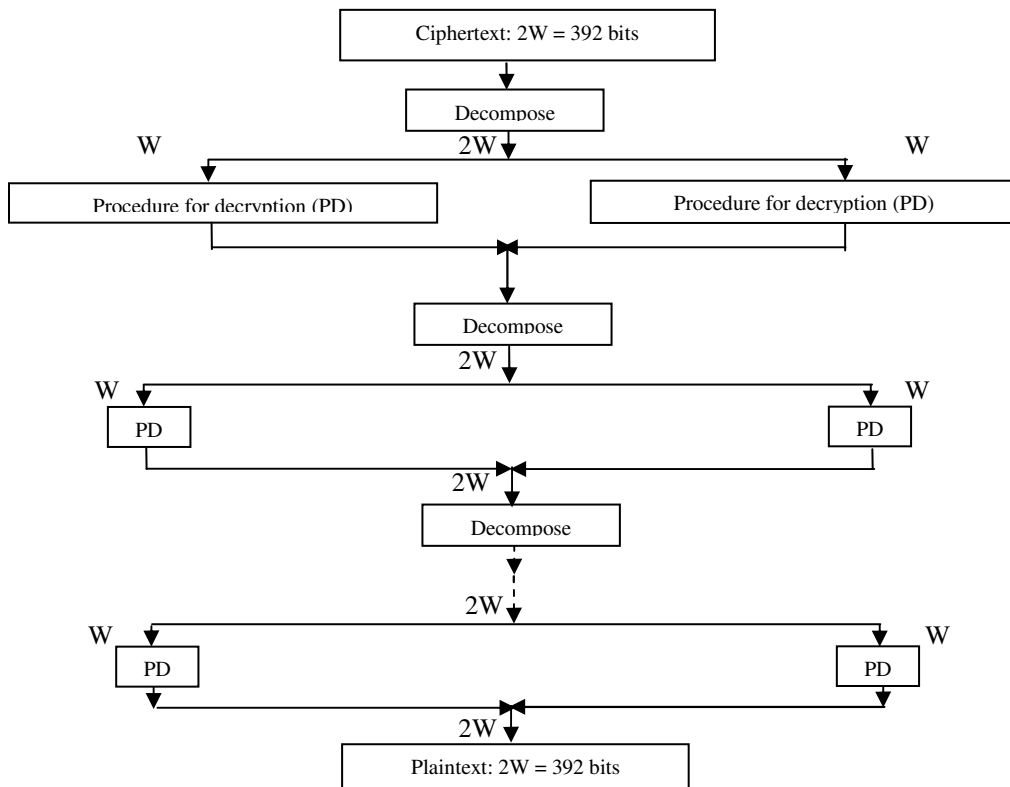 Ciphertext: 2W = 392 bits
Decompose
W 2W W
Procedure for decryption (PD) Procedure for decryption (PD)
Decompose
2W
W W
PD PD
2W
Decompose
2W
W W
PD PD
2W
Plaintext: 2W = 392 bits